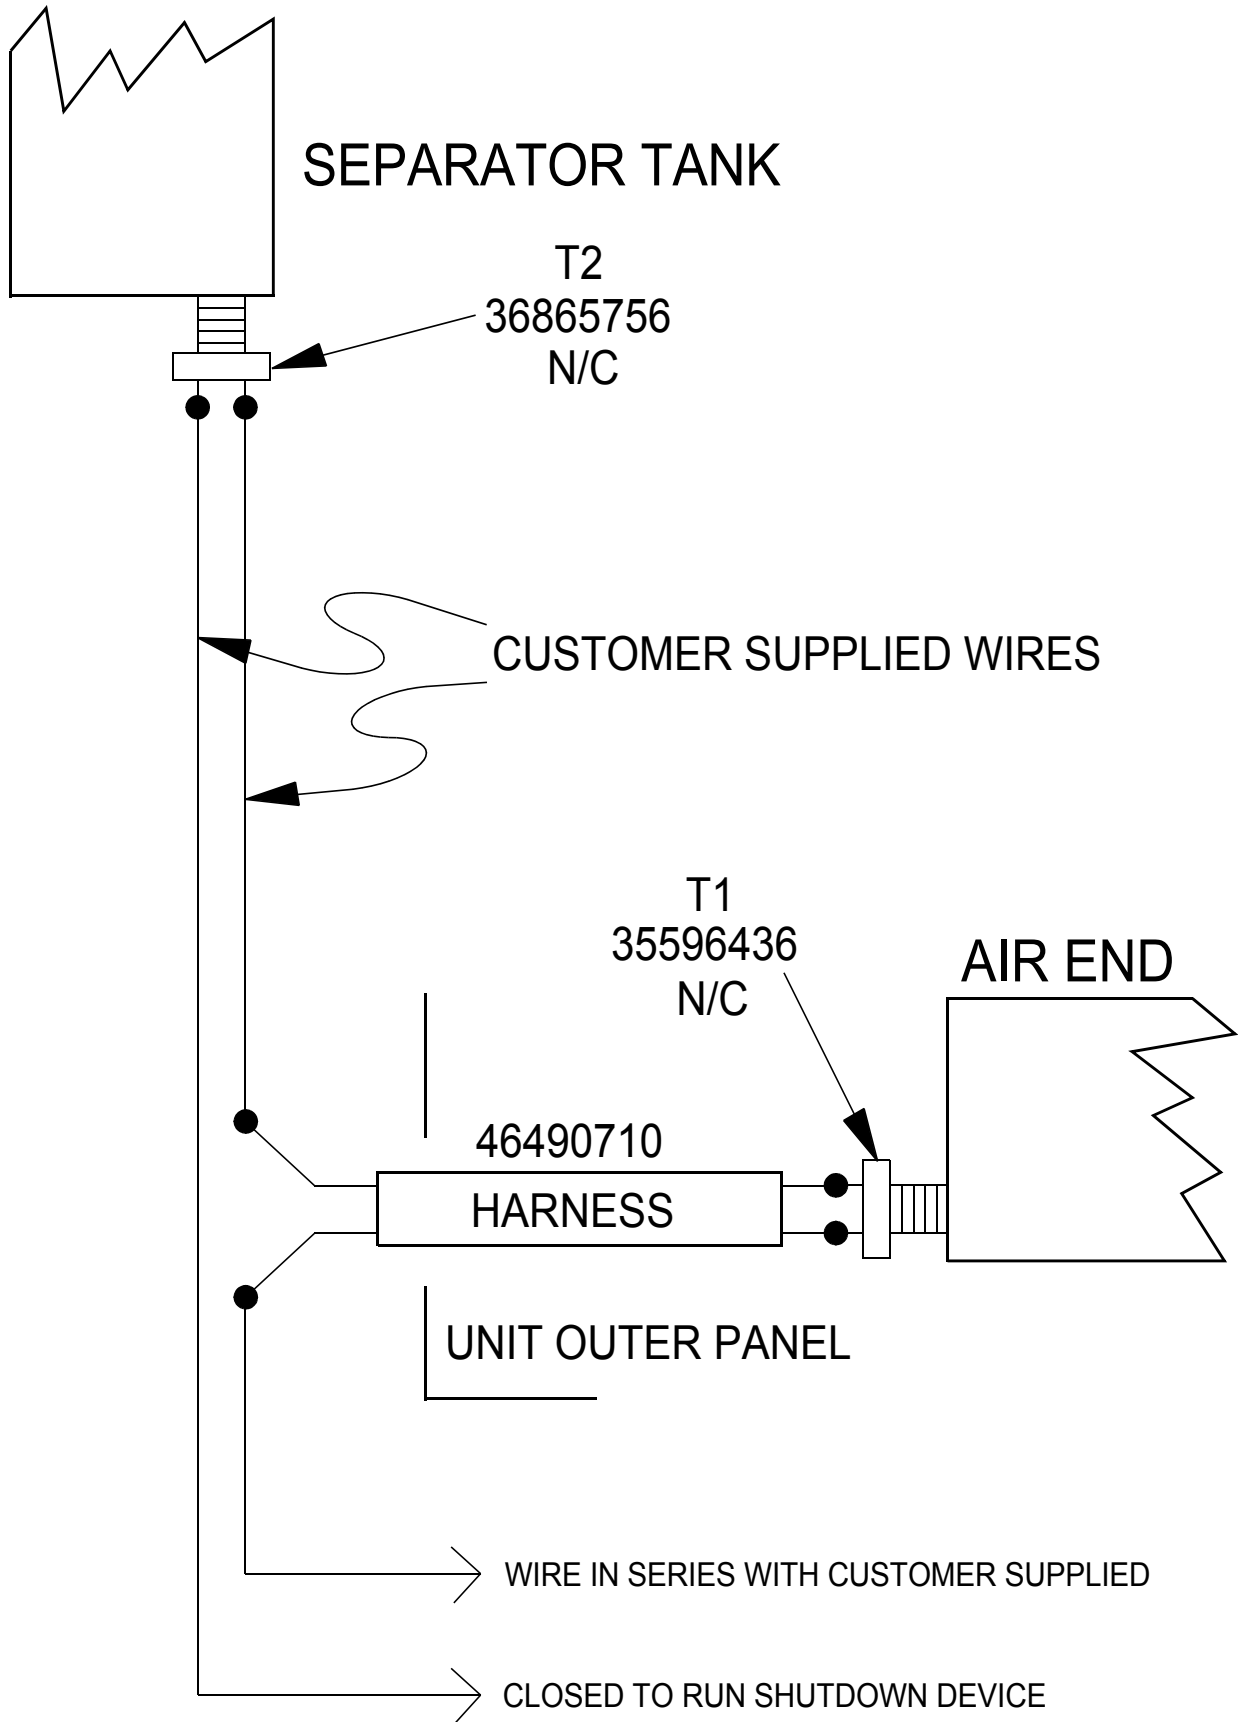 SEPARATOR TANK
T2
36865756
N/C
CUSTOMER SUPPLIED WIRES
T1
35596436
N/C
AIR END
46490710
HARNESS
UNIT OUTER PANEL
WIRE IN SERIES WITH CUSTOMER SUPPLIED
CLOSED TO RUN SHUTDOWN DEVICE